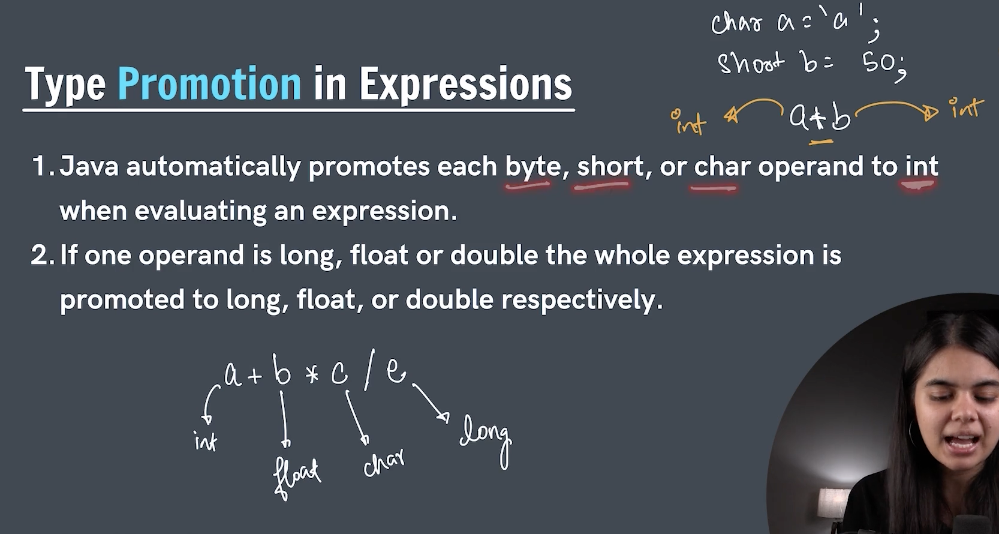 char a = 'a';
short b = 50;
Type Promotion in Expressions
int a+b int
1. Java automatically promotes each byte, short, or char operand to int
when evaluating an expression.
2. If one operand is long, float or double the whole expression is
promoted to long, float, or double respectively.
a + b * c / e
int float char long